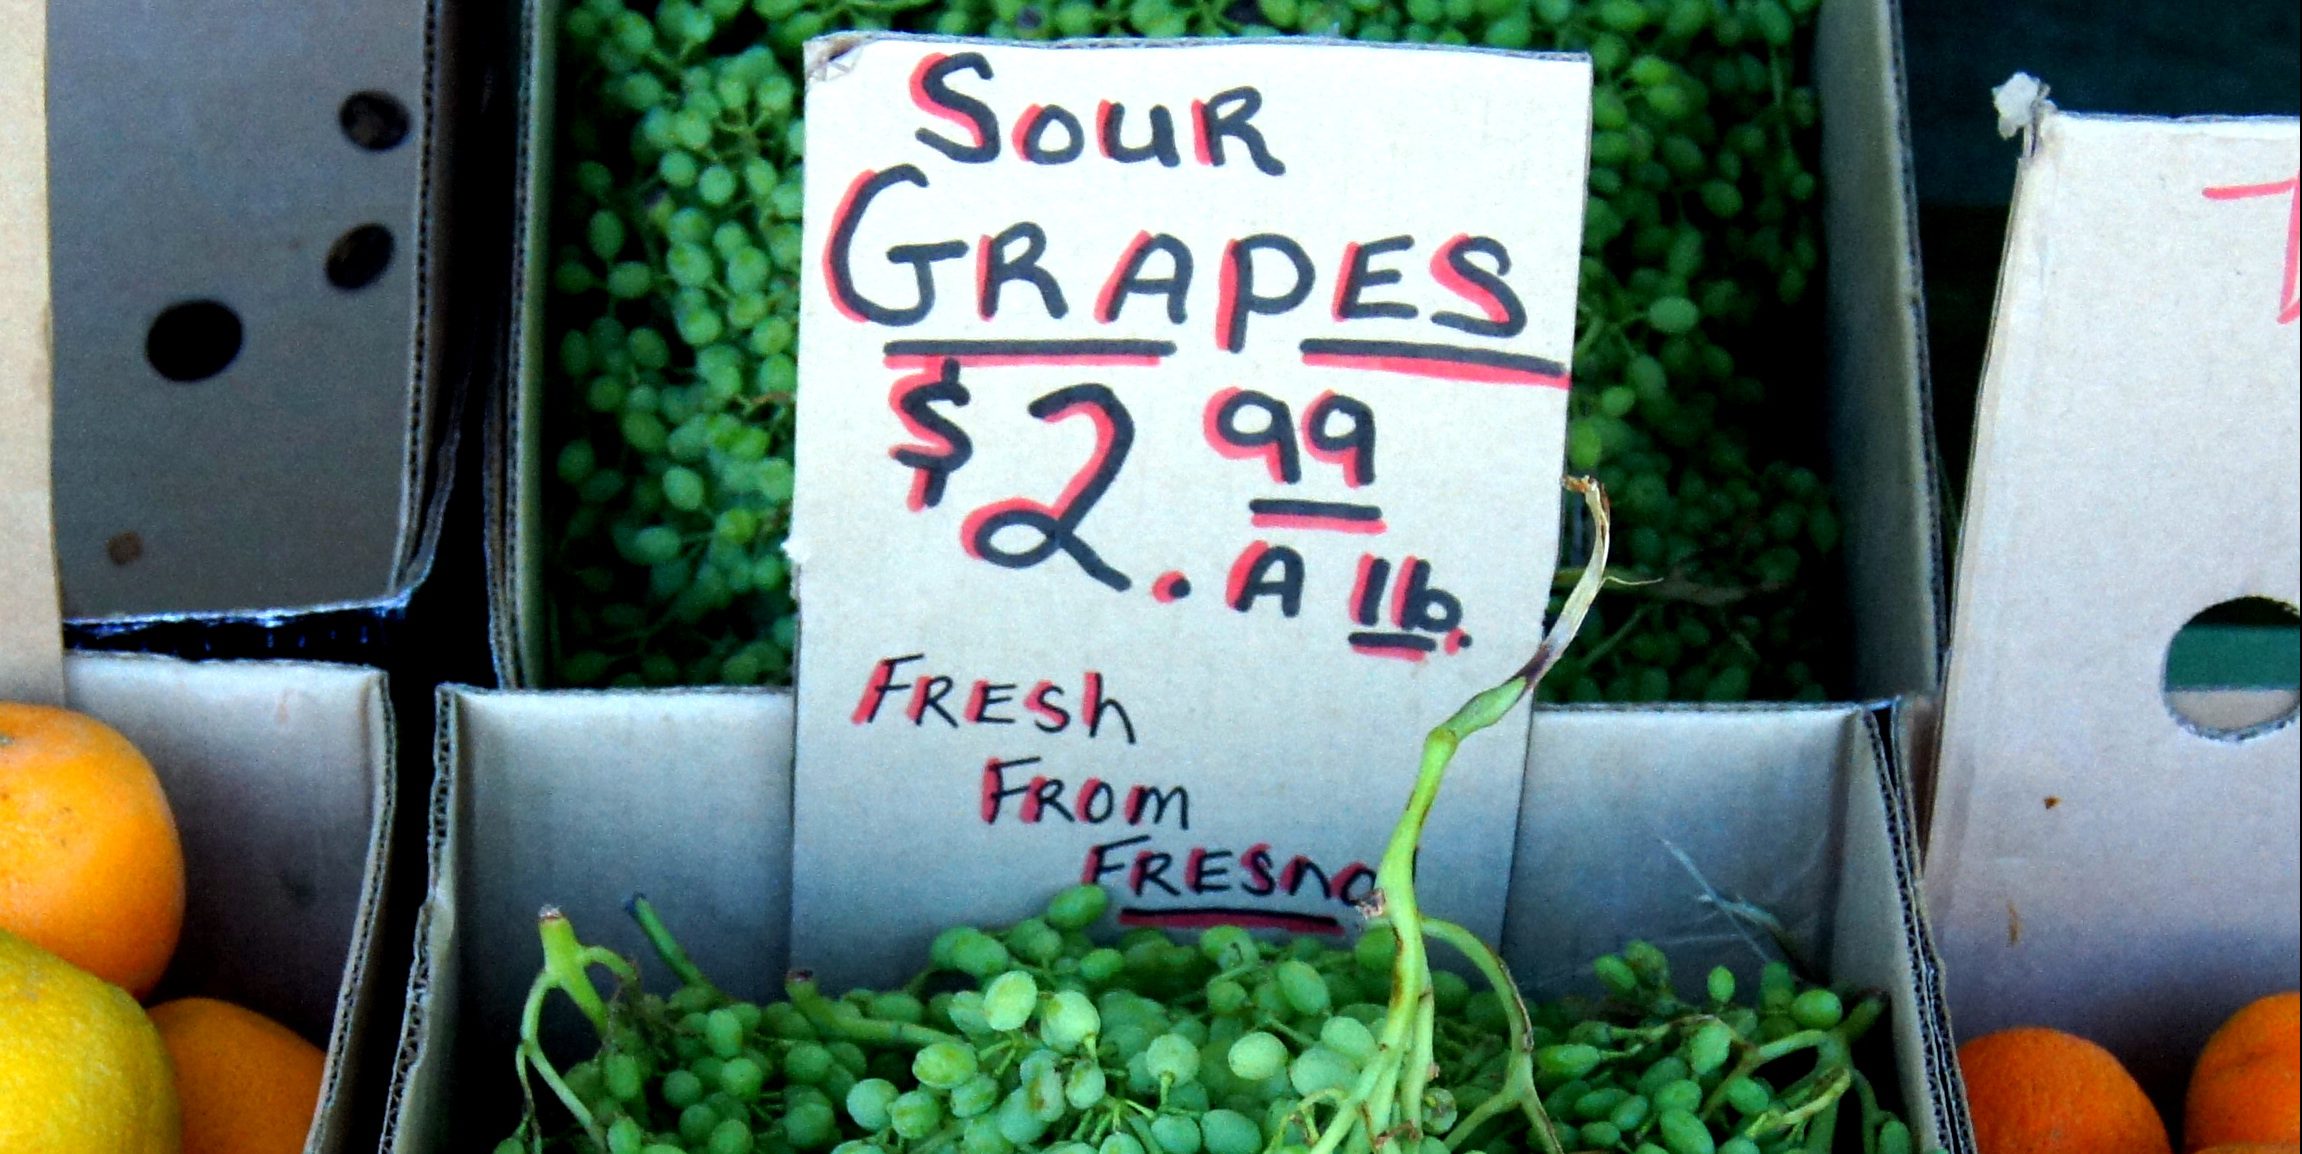 SOUR
GRAPES
$2.99
A lb.
FRESh
FROM
FRESNO!